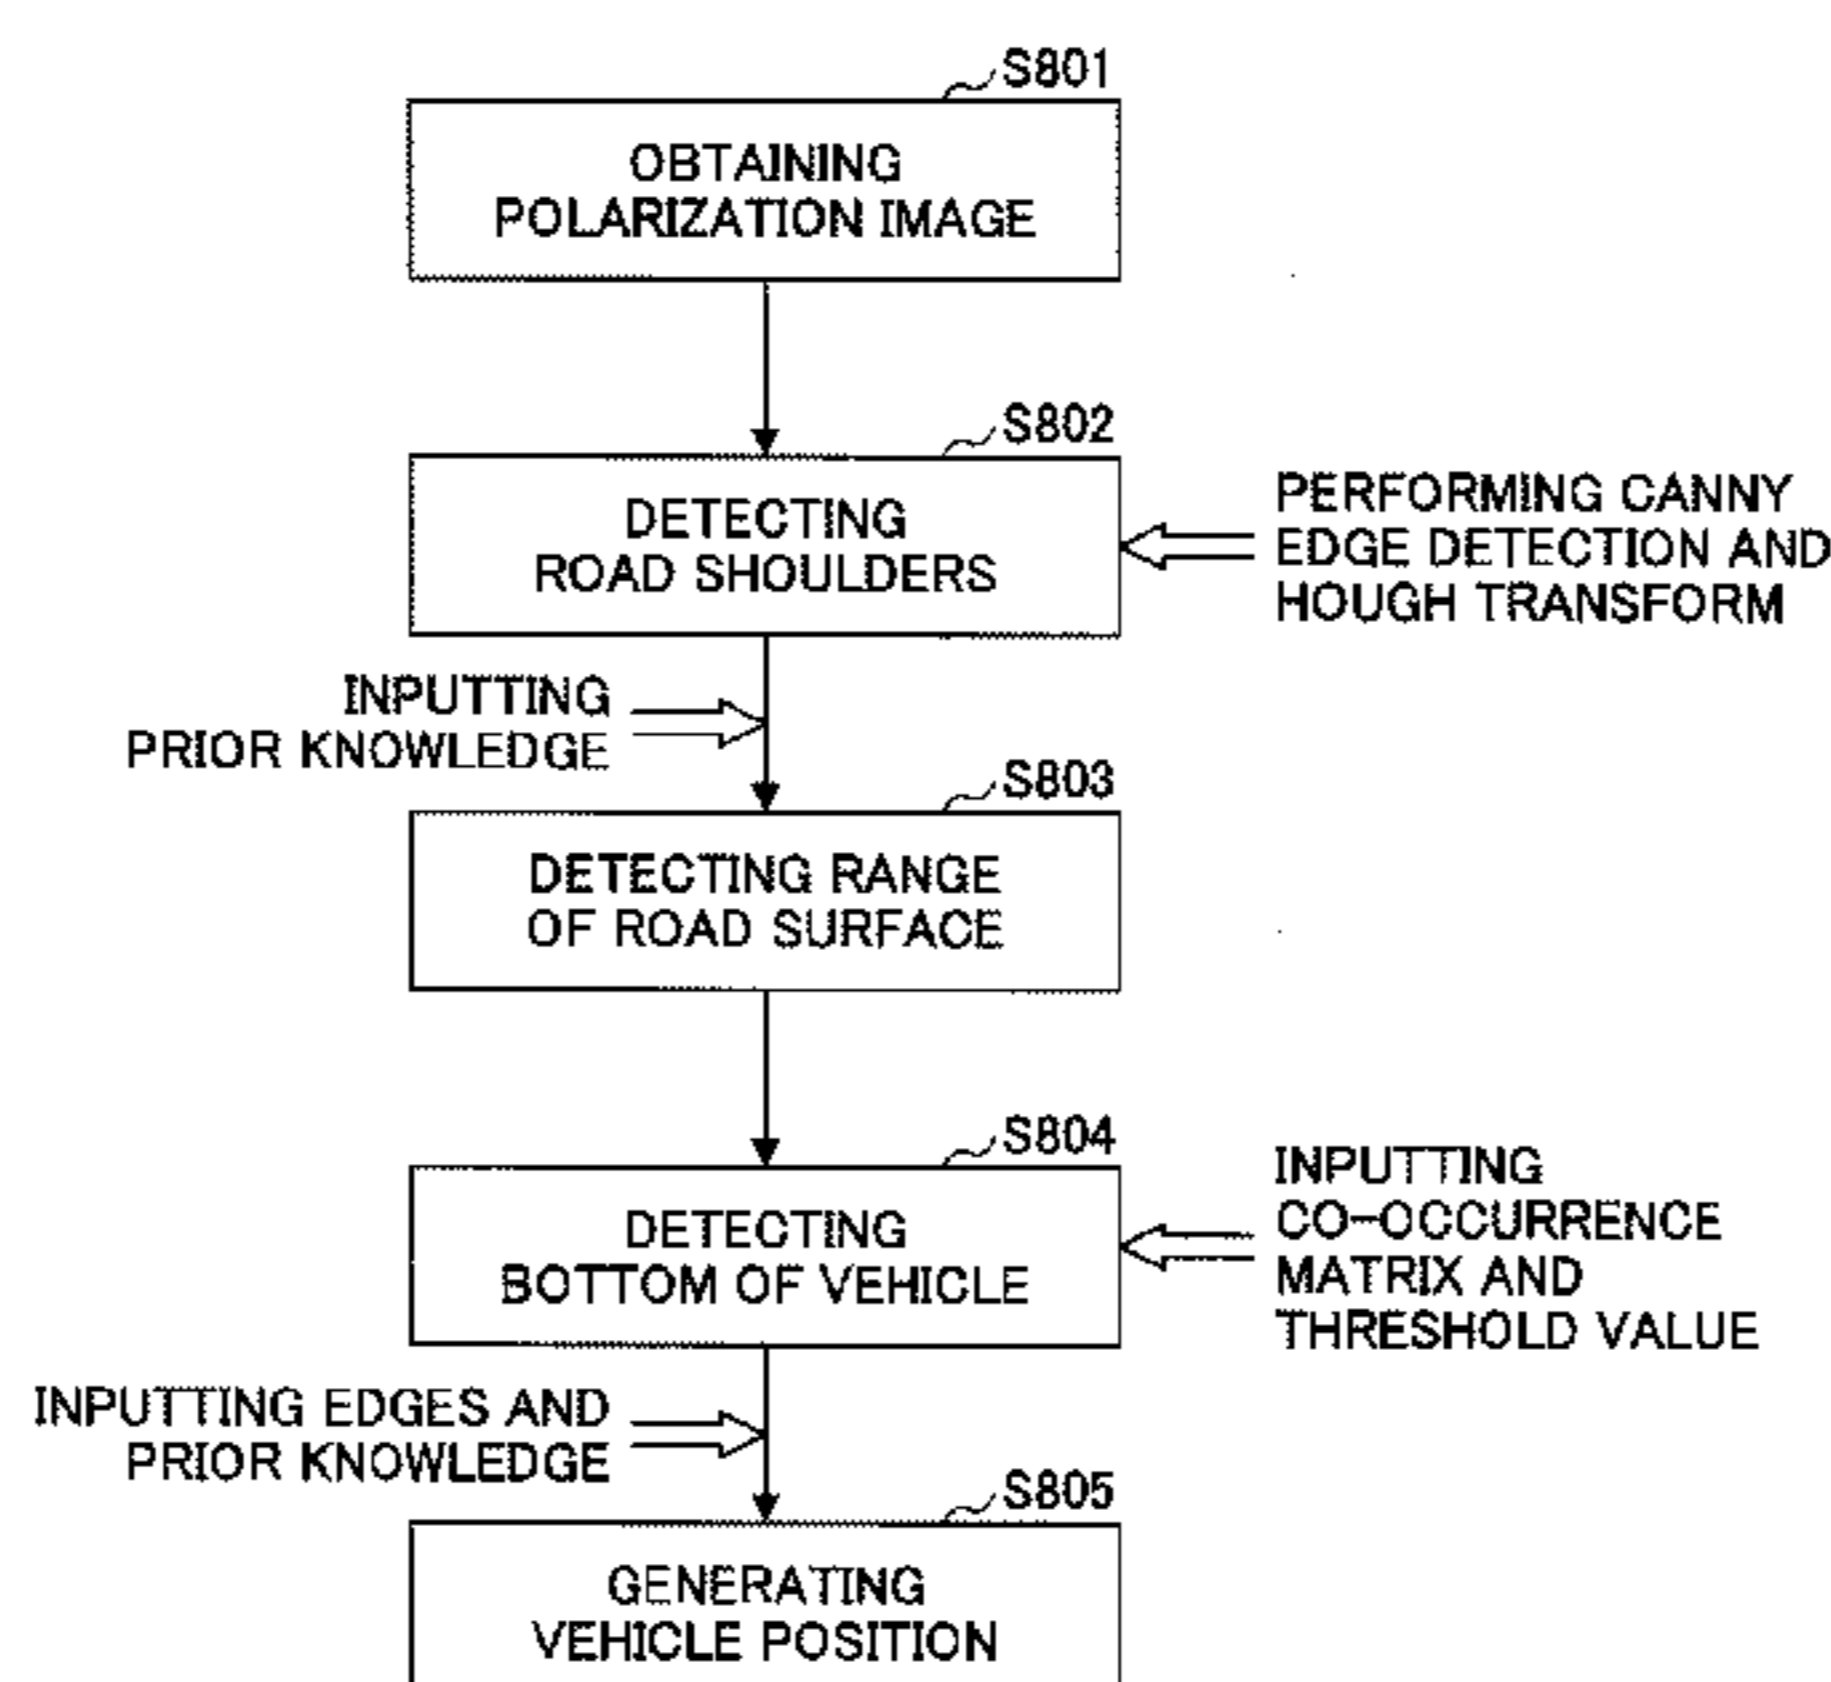 S801
OBTAINING
POLARIZATION IMAGE
S802
DETECTING
ROAD SHOULDERS
PERFORMING CANNY
EDGE DETECTION AND
HOUGH TRANSFORM
INPUTTING
PRIOR KNOWLEDGE
S803
DETECTING RANGE
OF ROAD SURFACE
S804
DETECTING
BOTTOM OF VEHICLE
INPUTTING
CO-OCCURRENCE
MATRIX AND
THRESHOLD VALUE
INPUTTING EDGES AND
PRIOR KNOWLEDGE
S805
GENERATING
VEHICLE POSITION